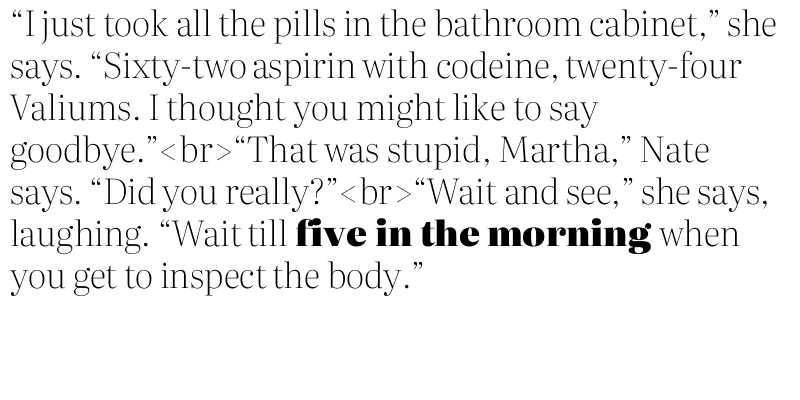 “I just took all the pills in the bathroom cabinet,” she
says. “Sixty-two aspirin with codeine, twenty-four
Valiums. I thought you might like to say
goodbye.”<br>“That was stupid, Martha,” Nate
says. “Did you really?”<br>“Wait and see,” she says,
laughing. “Wait till five in the morning when
you get to inspect the body.”